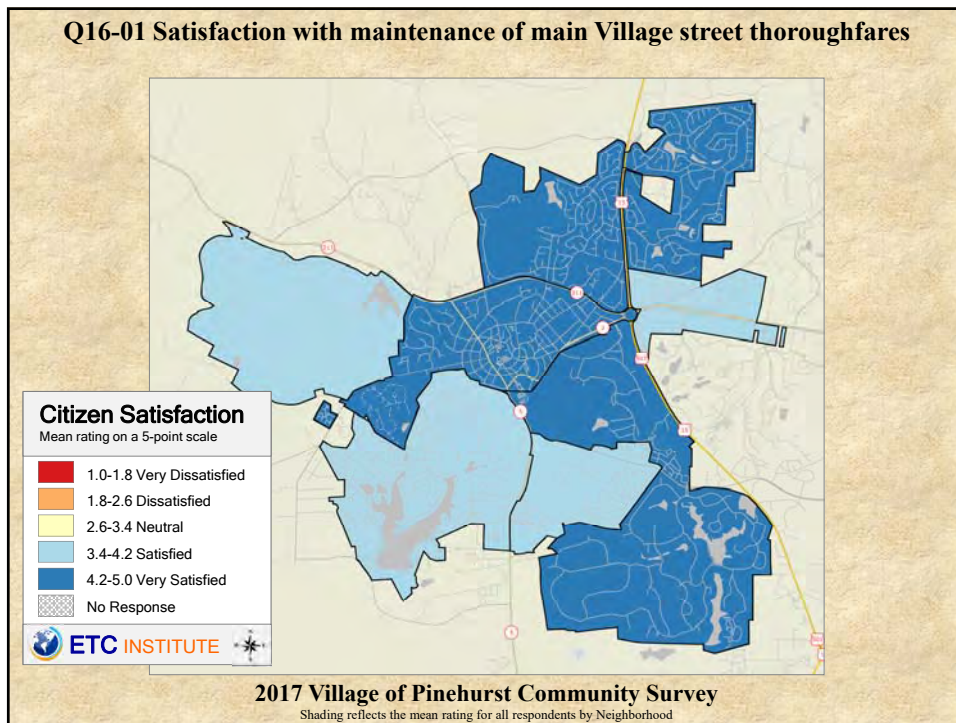 Q16-01 Satisfaction with maintenance of main Village street thoroughfares
Citizen Satisfaction
Mean rating on a 5-point scale
1.0-1.8 Very Dissatisfied
1.8-2.6 Dissatisfied
2.6-3.4 Neutral
3.4-4.2 Satisfied
4.2-5.0 Very Satisfied
No Response
ETC INSTITUTE
2017 Village of Pinehurst Community Survey
Shading reflects the mean rating for all respondents by Neighborhood